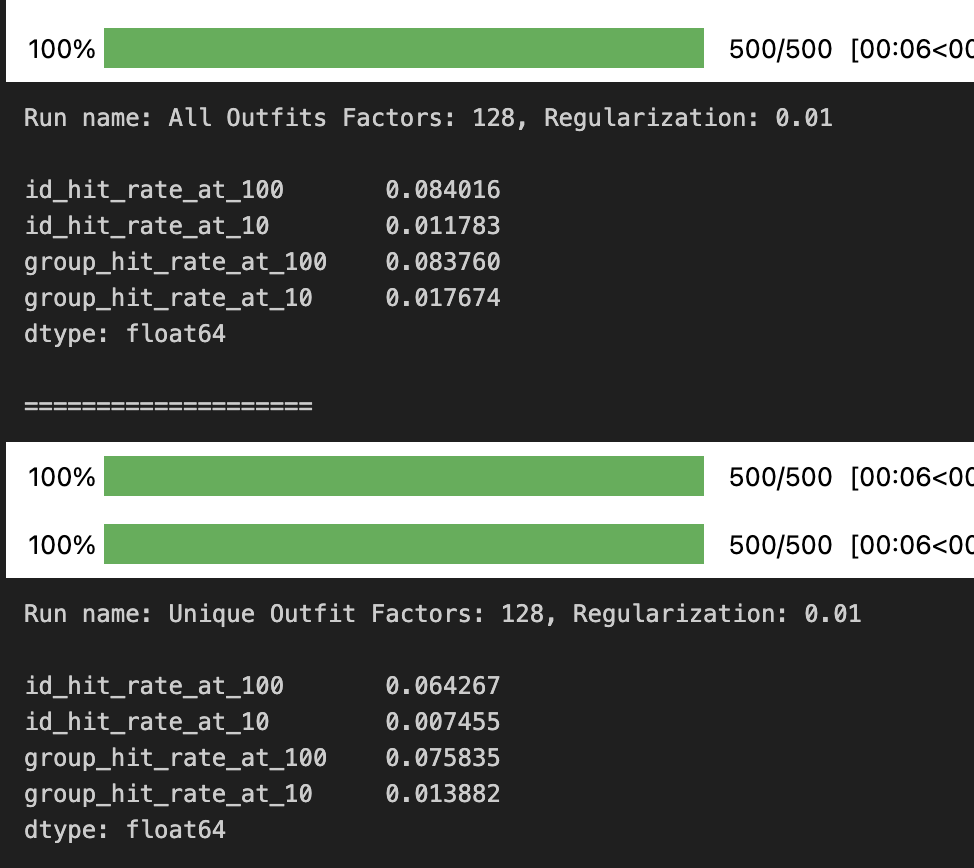 100% 500/500 [00:06<00
Run name: All Outfits Factors: 128, Regularization: 0.01
id_hit_rate_at_100 0.084016
id_hit_rate_at_10 0.011783
group_hit_rate_at_100 0.083760
group_hit_rate_at_10 0.017674
dtype: float64
====================
100% 500/500 [00:06<00
100% 500/500 [00:06<00
Run name: Unique Outfit Factors: 128, Regularization: 0.01
id_hit_rate_at_100 0.064267
id_hit_rate_at_10 0.007455
group_hit_rate_at_100 0.075835
group_hit_rate_at_10 0.013882
dtype: float64